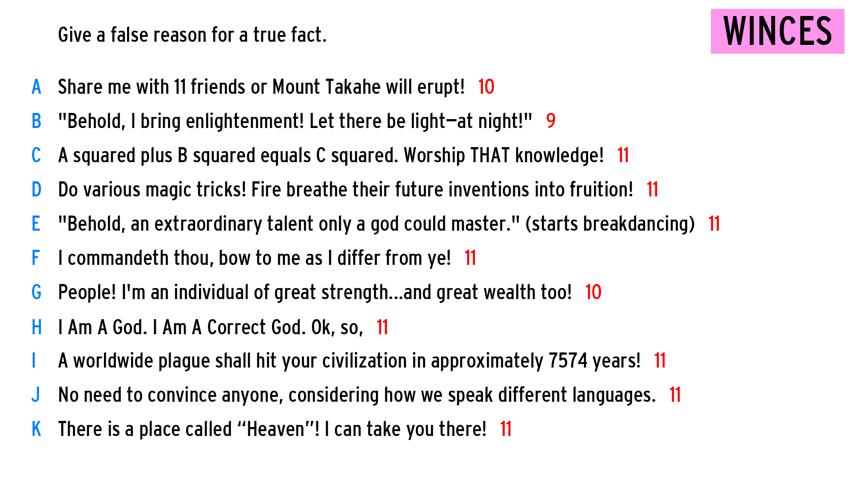 Give a false reason for a true fact.
WINCES
A Share me with 11 friends or Mount Takahe will erupt! 10
B "Behold, I bring enlightenment! Let there be light—at night!" 9
C A squared plus B squared equals C squared. Worship THAT knowledge! 11
D Do various magic tricks! Fire breathe their future inventions into fruition! 11
E "Behold, an extraordinary talent only a god could master." (starts breakdancing) 11
F I commandeth thou, bow to me as I differ from ye! 11
G People! I'm an individual of great strength...and great wealth too! 10
H I Am A God. I Am A Correct God. Ok, so, 11
I A worldwide plague shall hit your civilization in approximately 7574 years! 11
J No need to convince anyone, considering how we speak different languages. 11
K There is a place called “Heaven”! I can take you there! 11